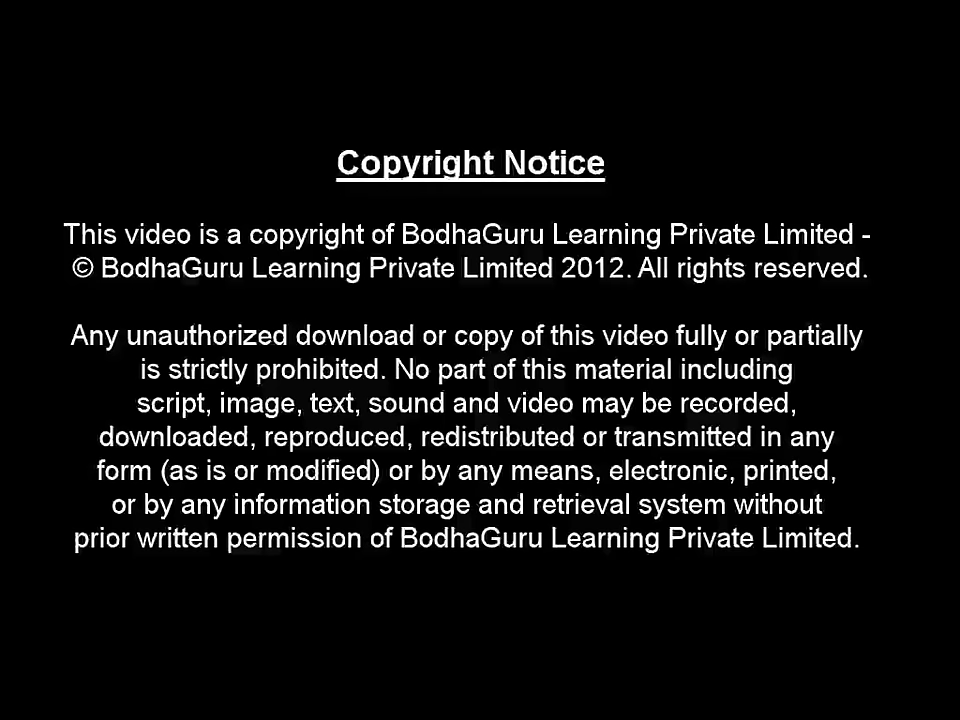 Copyright Notice
This video is a copyright of BodhaGuru Learning Private Limited -
© BodhaGuru Learning Private Limited 2012. All rights reserved.
Any unauthorized download or copy of this video fully or partially
is strictly prohibited. No part of this material including
script, image, text, sound and video may be recorded,
downloaded, reproduced, redistributed or transmitted in any
form (as is or modified) or by any means, electronic, printed,
or by any information storage and retrieval system without
prior written permission of BodhaGuru Learning Private Limited.